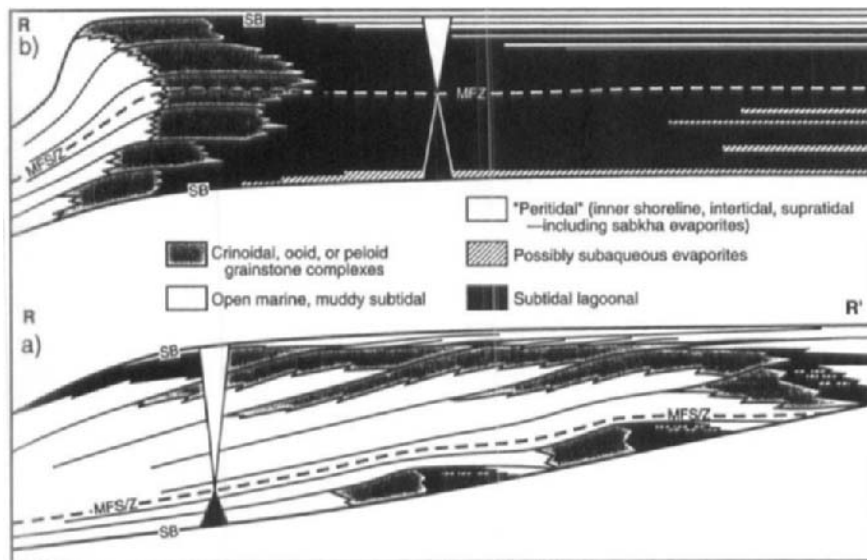 R
SB
b)
MFZ
MFS/Z
SB
"Peritidal" (inner shoreline, intertidal, supratidal
—including sabkha evaporites)
Crinoidal, ooid, or peloid
grainstone complexes
Possibly subaqueous evaporites
Open marine, muddy subtidal
Subtidal lagoonal
R
R'
a)
SB
MFS/Z
MFS/Z
SB